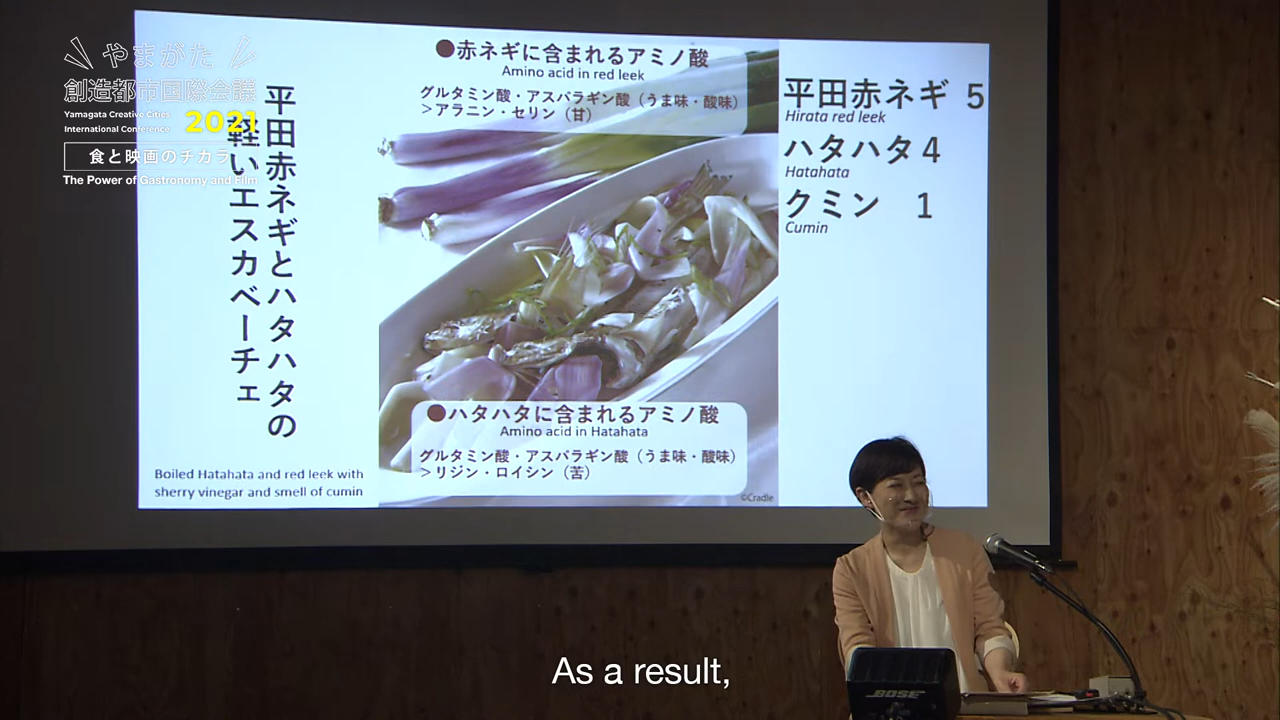 やまがた
創造都市国際会議
Yamagata Creative Cities
International Conference
2021
食と映画のチカラ
The Power of Gastronomy and Film
平田赤ネギとハタハタの
軽いエスカベーチェ
Boiled Hatahata and red leek with
sherry vinegar and smell of cumin
●赤ネギに含まれるアミノ酸
Amino acid in red leek
グルタミン酸・アスパラギン酸（うま味・酸味）
＞アラニン・セリン（甘）
●ハタハタに含まれるアミノ酸
Amino acid in Hatahata
グルタミン酸・アスパラギン酸（うま味・酸味）
＞リジン・ロイシン（苦）
©Cradle
平田赤ネギ 5
Hirata red leek
ハタハタ 4
Hatahata
クミン 1
Cumin
BOSE
As a result,